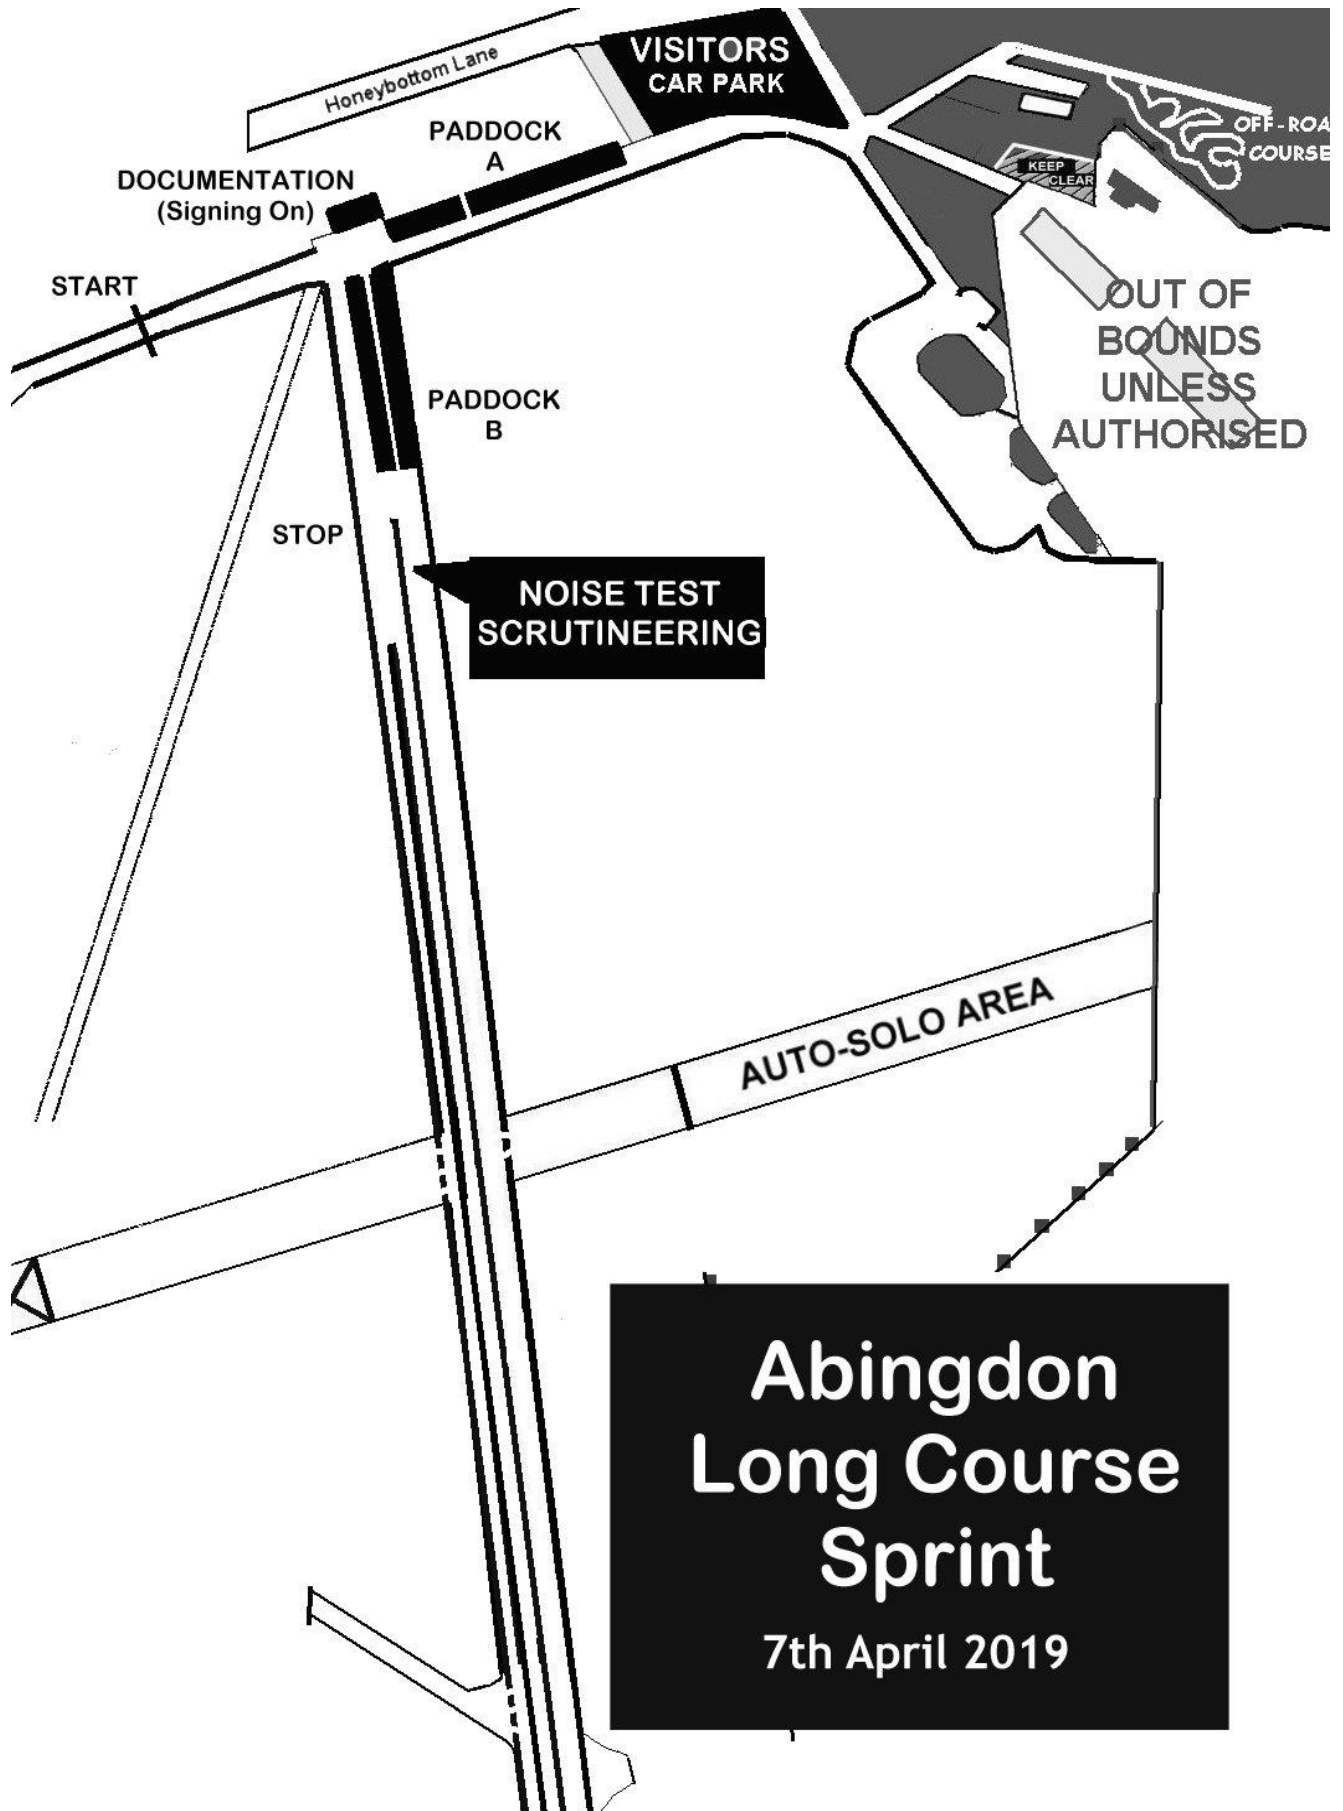 VISITORS
CAR PARK
Honeybottom Lane
PADDOCK
A
OFF-ROA
COURSE
KEEP
CLEAR
DOCUMENTATION
(Signing On)
START
OUT OF
BOUNDS
UNLESS
AUTHORISED
PADDOCK
B
STOP
NOISE TEST
SCRUTINEERING
AUTO-SOLO AREA
Abingdon
Long Course
Sprint
7th April 2019